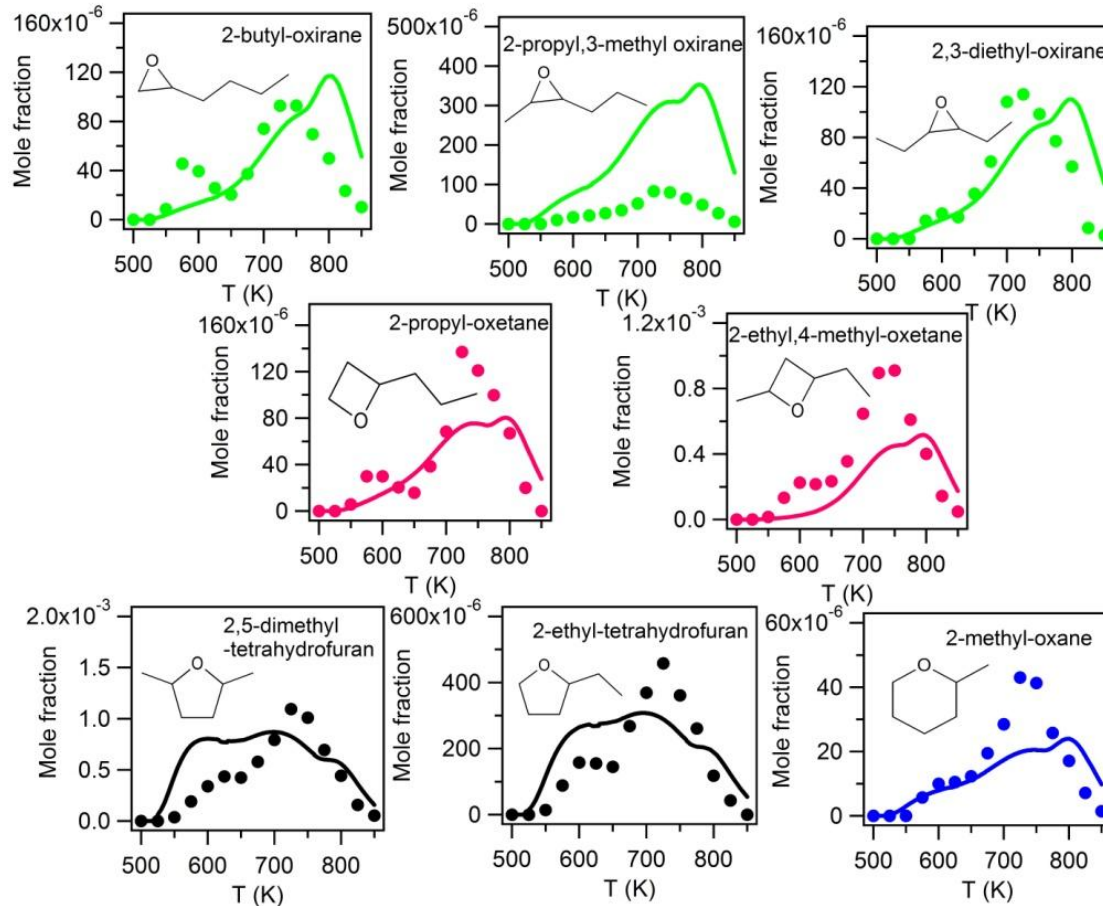 160x10-6
2-butyl-oxirane
O
120
80
40
0
Mole fraction
500 600 700 800
T (K)
500x10-6
2-propyl,3-methyl oxirane
O
400
300
200
100
0
Mole fraction
500 600 700 800
T (K)
160x10-6
2,3-diethyl-oxirane
O
120
80
40
0
Mole fraction
500 600 700 800
T (K)
160x10-6
2-propyl-oxetane
O
120
80
40
0
Mole fraction
500 600 700 800
T (K)
1.2x10-3
2-ethyl,4-methyl-oxetane
O
0.8
0.4
0.0
Mole fraction
500 600 700 800
T (K)
2.0x10-3
2,5-dimethyl
-tetrahydrofuran
O
1.5
1.0
0.5
0.0
Mole fraction
500 600 700 800
T (K)
600x10-6
2-ethyl-tetrahydrofuran
O
400
200
0
Mole fraction
500 600 700 800
T (K)
60x10-6
2-methyl-oxane
O
40
20
0
Mole fraction
500 600 700 800
T (K)